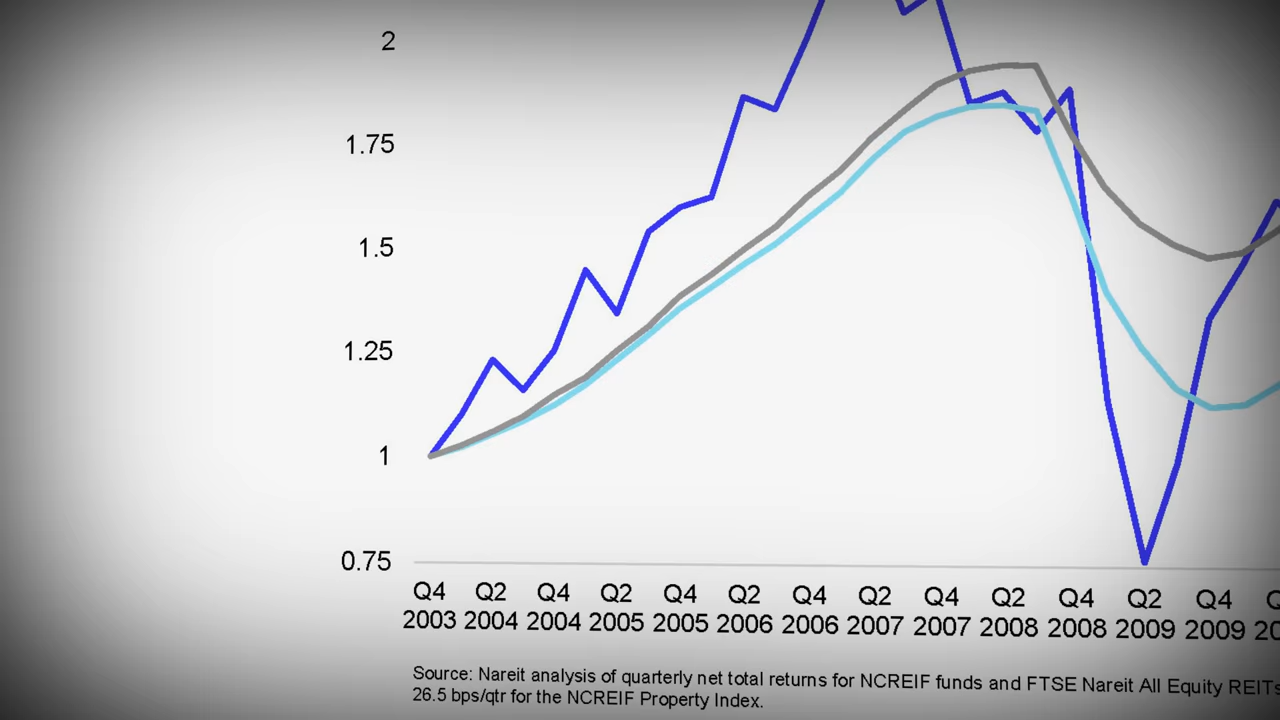 2
1.75
1.5
1.25
1
0.75
Q4 Q2 Q4 Q2 Q4 Q2 Q4 Q2 Q4 Q2 Q4 Q2 Q4
2003 2004 2004 2005 2005 2006 2006 2007 2007 2008 2008 2009 2009
Source: Nareit analysis of quarterly net total returns for NCREIF funds and FTSE Nareit All Equity REITs
26.5 bps/qtr for the NCREIF Property Index.